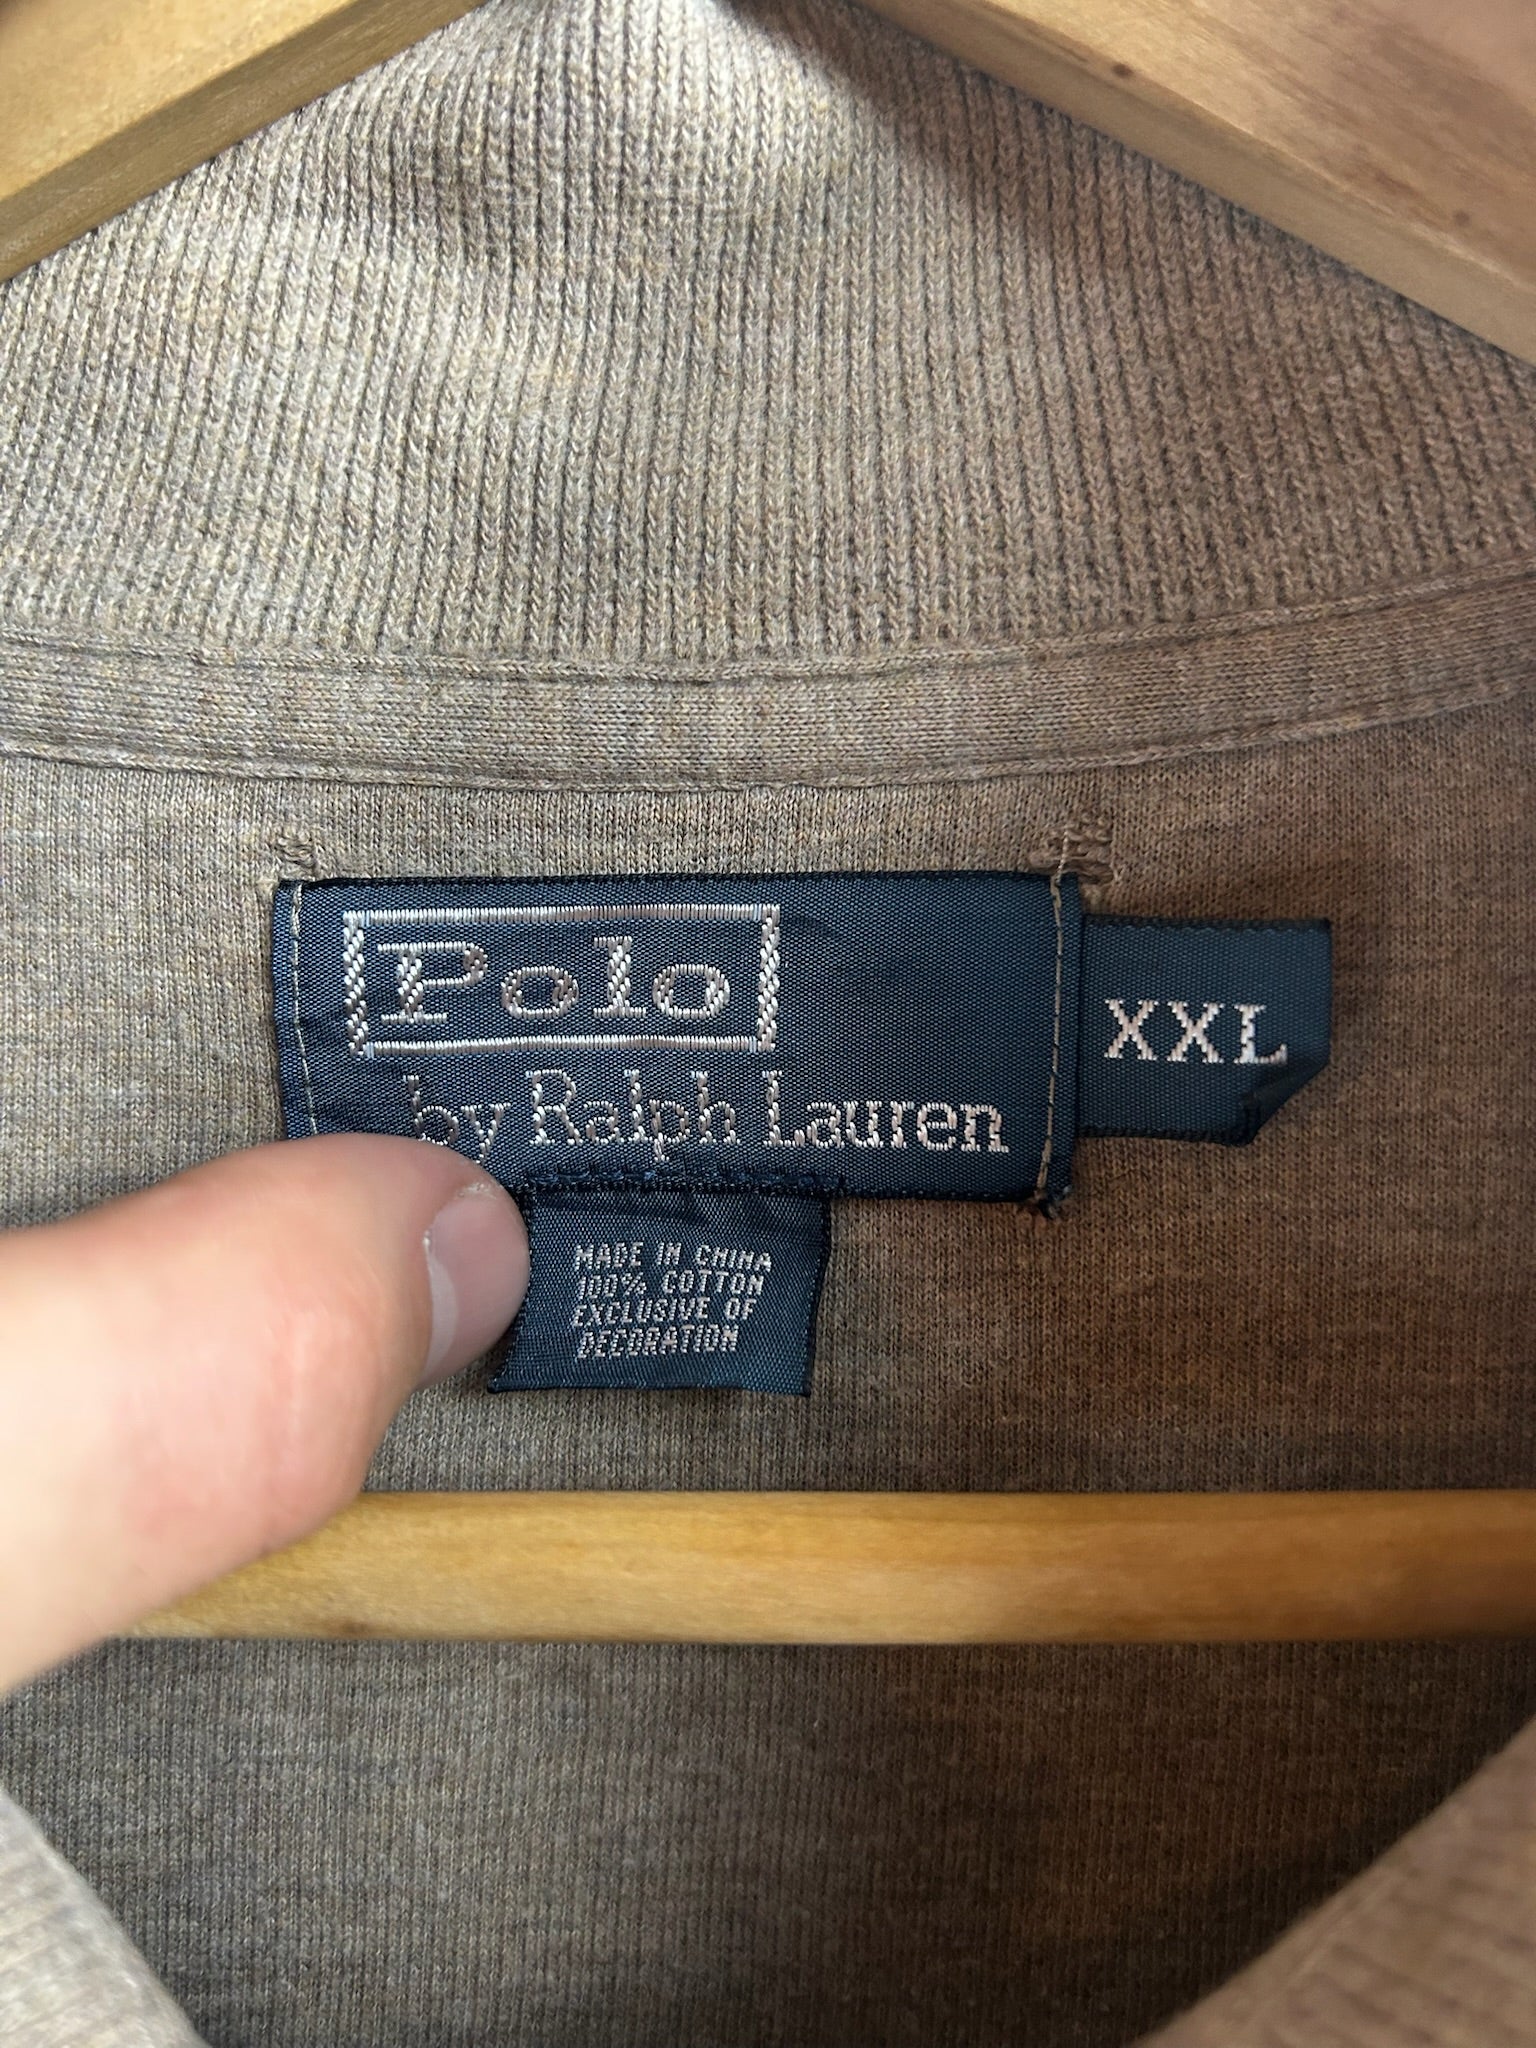 Polo
by Ralph Lauren
XXL
MADE IN CHINA
100% COTTON
EXCLUSIVE OF
DECORATION